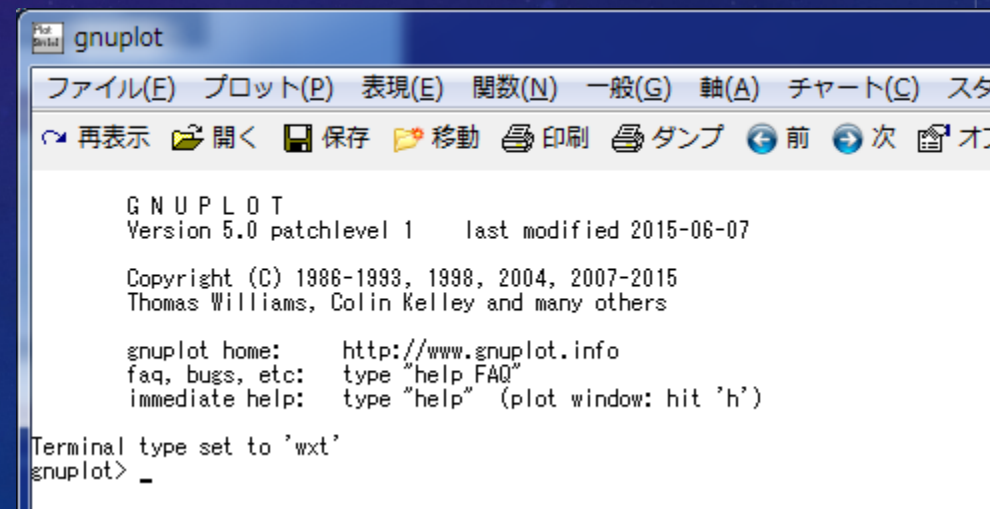 gnuplot
ファイル(F) プロット(P) 表現(E) 関数(N) 一般(G) 軸(A) チャート(C) スタ
再表示 開く 保存 移動 印刷 ダンプ 前 次 オプ
G N U P L O T
Version 5.0 patchlevel 1    last modified 2015-06-07
Copyright (C) 1986-1993, 1998, 2004, 2007-2015
Thomas Williams, Colin Kelley and many others
gnuplot home:     http://www.gnuplot.info
faq, bugs, etc:   type "help FAQ"
immediate help:   type "help"  (plot window: hit 'h')
Terminal type set to 'wxt'
gnuplot> _